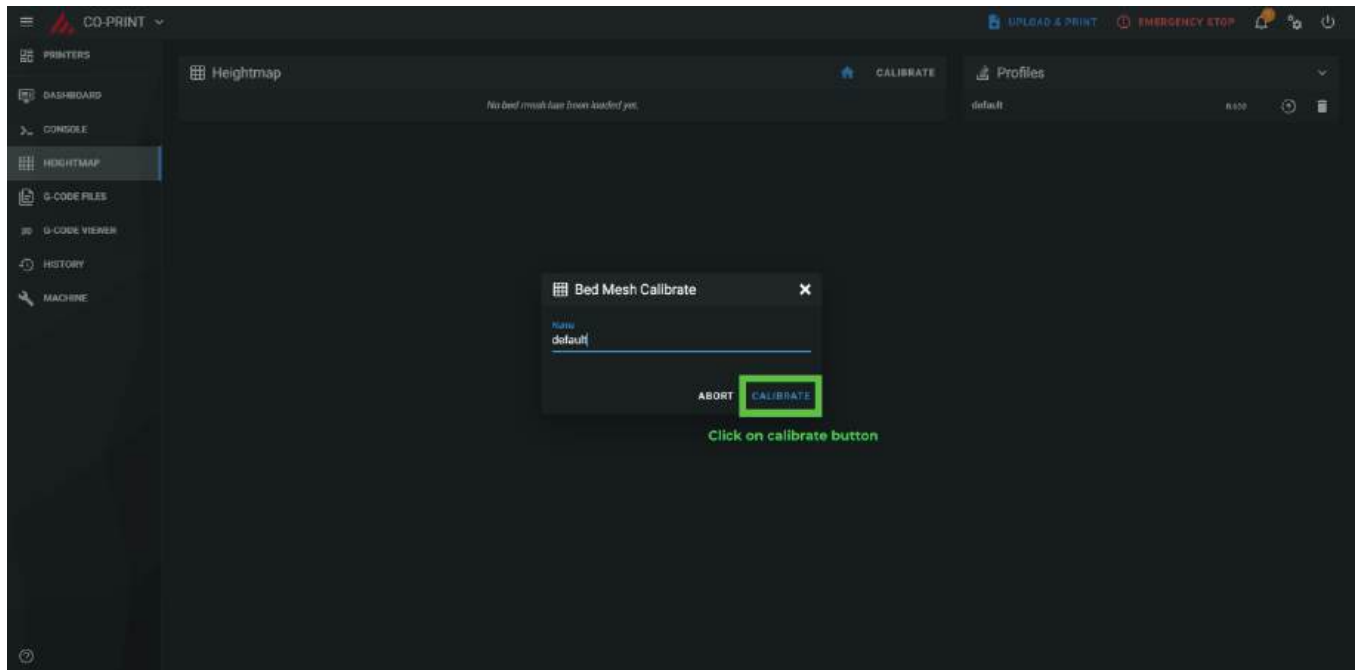 CO-PRINT
UPLOAD & PRINT
EMERGENCY STOP
PRINTERS
Heightmap
CALIBRATE
Profiles
DASHBOARD
No bed mesh has been loaded yet.
default
CONSOLE
HEIGHTMAP
G-CODE FILES
G-CODE VIEWER
HISTORY
Bed Mesh Calibrate
MACHINE
Name
default
ABORT
CALIBRATE
Click on calibrate button